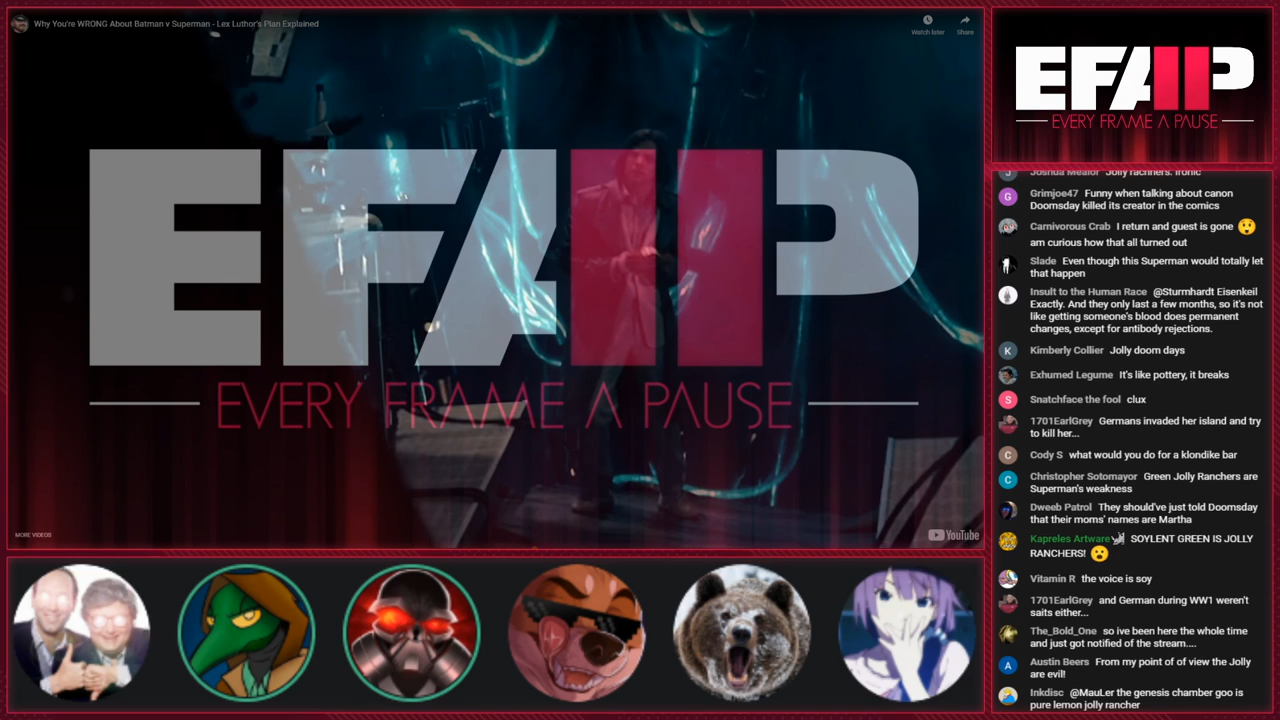 Why You're WRONG About Batman v Superman - Lex Luthor's Plan Explained
Watch later
Share
EFAP
EVERY FRAME A PAUSE
MORE VIDEOS
YouTube
EFAP
EVERY FRAME A PAUSE
J
Joshua Meator Jolly rachners. Ironic
G
Grimjoe47 Funny when talking about canon
Doomsday killed its creator in the comics
Carnivorous Crab I return and guest is gone
am curious how that all turned out
Slade Even though this Superman would totally let
that happen
Insult to the Human Race @Sturmhardt Eisenkeil
Exactly. And they only last a few months, so it's not
like getting someone's blood does permanent
changes, except for antibody rejections.
K
Kimberly Collier Jolly doom days
Exhumed Legume It's like pottery, it breaks
S
Snatchface the fool clux
1701EarlGrey Germans invaded her island and try
to kill her...
C
Cody S what would you do for a klondike bar
C
Christopher Sotomayor Green Jolly Ranchers are
Superman's weakness
Dweeb Patrol They should've just told Doomsday
that their moms' names are Martha
Kapreles Artware SOYLENT GREEN IS JOLLY
RANCHERS!
Vitamin R the voice is soy
1701EarlGrey and German during WW1 weren't
saits either...
The_Bold_One so ive been here the whole time
and just got notified of the stream....
A
Austin Beers From my point of of view the Jolly
are evil!
Inkdisc @MauLer the genesis chamber goo is
pure lemon jolly rancher